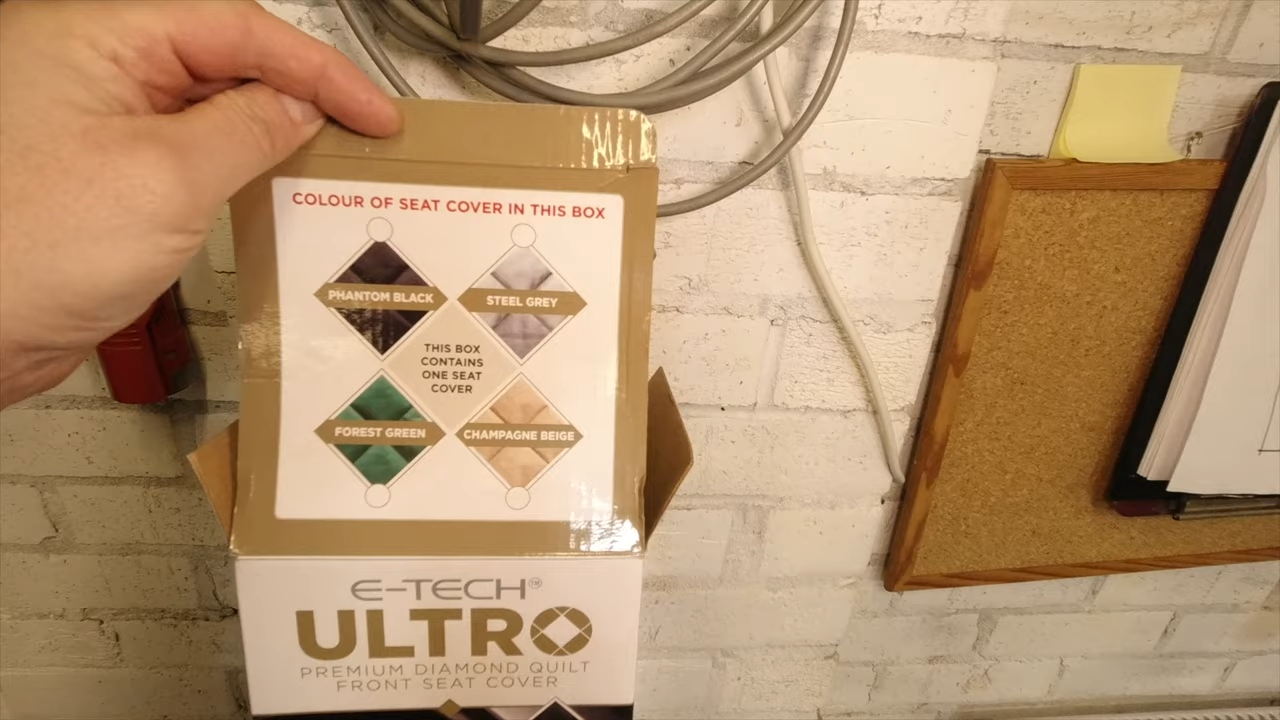 COLOUR OF SEAT COVER IN THIS BOX
PHANTOM BLACK
STEEL GREY
THIS BOX
CONTAINS
ONE SEAT
COVER
FOREST GREEN
CHAMPAGNE BEIGE
E-TECH™
ULTRO
PREMIUM DIAMOND QUILT
FRONT SEAT COVER